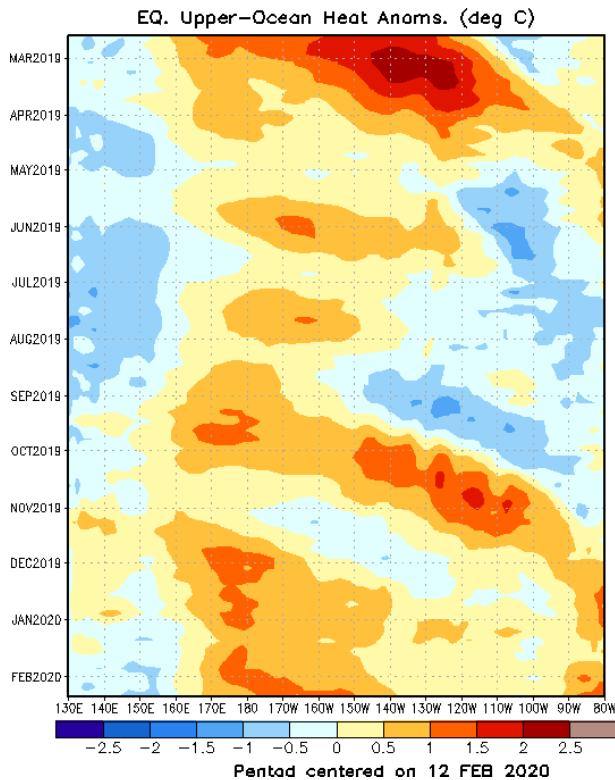 EQ. Upper-Ocean Heat Anoms. (deg C)
MAR2019
APR2019
MAY2019
JUN2019
JUL2019
AUG2019
SEP2019
OCT2019
NOV2019
DEC2019
JAN2020
FEB2020
130E 140E 150E 160E 170E 180 170W 160W 150W 140W 130W 120W 110W 100W 90W 80W
-2.5 -2 -1.5 -1 -0.5 0 0.5 1 1.5 2 2.5
Pentad centered on 12 FEB 2020